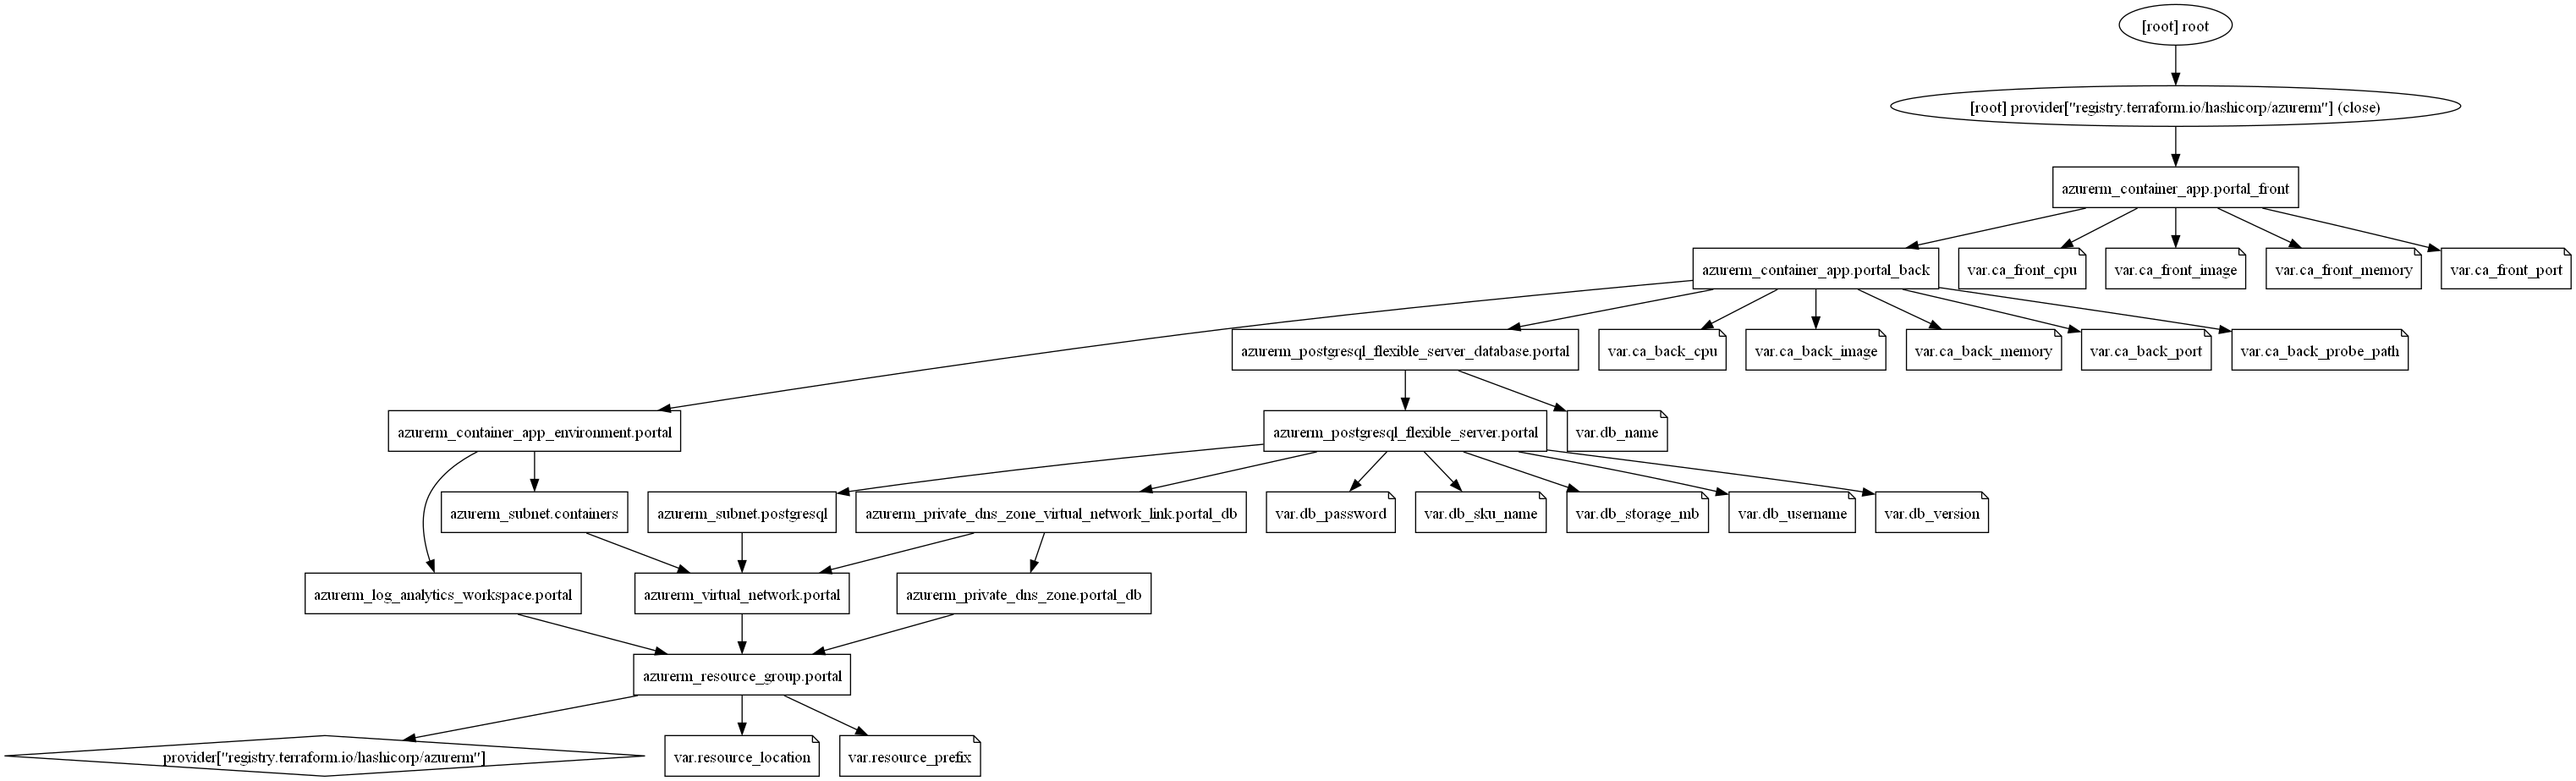 [root] root
[root] provider["registry.terraform.io/hashicorp/azurerm"] (close)
azurerm_container_app.portal_front
azurerm_container_app.portal_back
var.ca_front_cpu
var.ca_front_image
var.ca_front_memory
var.ca_front_port
azurerm_postgresql_flexible_server_database.portal
var.ca_back_cpu
var.ca_back_image
var.ca_back_memory
var.ca_back_port
var.ca_back_probe_path
azurerm_container_app_environment.portal
azurerm_postgresql_flexible_server.portal
var.db_name
azurerm_subnet.containers
azurerm_subnet.postgresql
azurerm_private_dns_zone_virtual_network_link.portal_db
var.db_password
var.db_sku_name
var.db_storage_mb
var.db_username
var.db_version
azurerm_log_analytics_workspace.portal
azurerm_virtual_network.portal
azurerm_private_dns_zone.portal_db
azurerm_resource_group.portal
provider["registry.terraform.io/hashicorp/azurerm"]
var.resource_location
var.resource_prefix